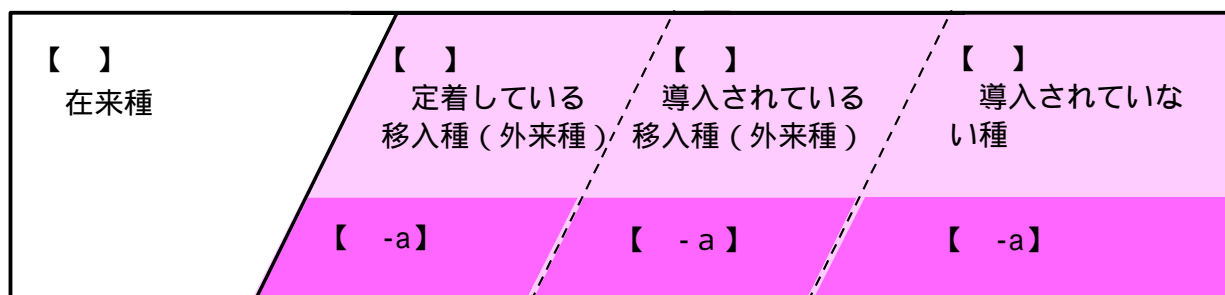 【　】
在来種
【　】
定着している
移入種（外来種）
【　】
導入されている
移入種（外来種）
【　】
導入されていな
い種
【　-a】
【　-ａ】
【　-a】